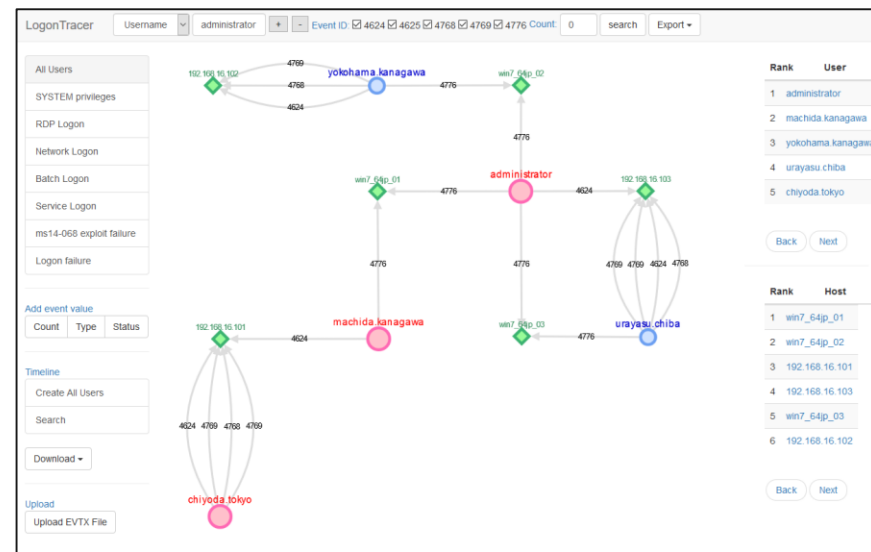 LogonTracer
Username administrator + - Event ID: 4624 4625 4768 4769 4776 Count: 0 search Export
All Users
SYSTEM privileges
RDP Logon
Network Logon
Batch Logon
Service Logon
ms14-068 exploit failure
Logon failure
Add event value
Count Type Status
Timeline
Create All Users
Search
Download
Upload
Upload EVTX File
4769
192.168.16.102
yokohama.kanagawa
win7_64jp_02
4768
4776
4624
4776
administrator
win7_64jp_01
192.168.16.103
4776
4624
4776
4776
4769 4769 4624 4768
machida.kanagawa
win7_64jp_03
urayasu.chiba
192.168.16.101
4624
4776
4624 4769 4768 4769
chiyoda.tokyo
Rank User
1 administrator
2 machida.kanagawa
3 yokohama.kanagawa
4 urayasu.chiba
5 chiyoda.tokyo
Back Next
Rank Host
1 win7_64jp_01
2 win7_64jp_02
3 192.168.16.101
4 192.168.16.103
5 win7_64jp_03
6 192.168.16.102
Back Next